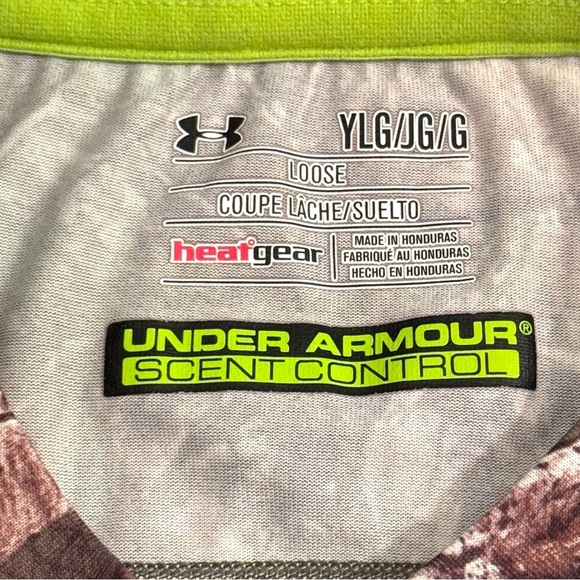 YLG/JG/G
LOOSE
COUPE LÂCHE/SUELTO
heatgear
MADE IN HONDURAS
FABRIQUÉ AU HONDURAS
HECHO EN HONDURAS
UNDER ARMOUR®
SCENT CONTROL